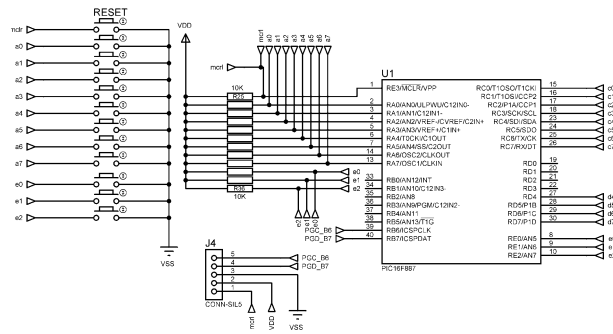 RESET
mclr
a0
a1
a2
a3
a4
a5
a6
a7
e0
e1
e2
VSS
VDD
mcrl
mcrl
a0
a1
a2
a3
a4
a5
a6
a7
10K
R25
R36
10K
e0
e1
e2
e2
e1
e0
PGC_B6
PGD_B7
U1
1 RE3/MCLR/VPP
2 RA0/AN0/ULPWU/C12IN0-
3 RA1/AN1/C12IN1-
4 RA2/AN2/VREF-/CVREF/C2IN+
5 RA3/AN3/VREF+/C1IN+
6 RA4/T0CKI/C1OUT
7 RA5/AN4/SS/C2OUT
14 RA6/OSC2/CLKOUT
13 RA7/OSC1/CLKIN
33 RB0/AN12/INT
34 RB1/AN10/C12IN3-
35 RB2/AN8
36 RB3/AN9/PGM/C12IN2-
37 RB4/AN11
38 RB5/AN13/T1G
39 RB6/ICSPCLK
40 RB7/ICSPDAT
RC0/T1OSO/T1CKI 15
RC1/T1OSI/CCP2 16
RC2/P1A/CCP1 17
RC3/SCK/SCL 18
RC4/SDI/SDA 23
RC5/SDO 24
RC6/TX/CK 25
RC7/RX/DT 26
RD0 19
RD1 20
RD2 21
RD3 22
RD4 27
RD5/P1B 28
RD6/P1C 29
RD7/P1D 30
RE0/AN5 8
RE1/AN6 9
RE2/AN7 10
PIC16F887
J4
5 PGC_B6
4 PGD_B7
3
2
1
CONN-SIL5
mcrl
VDD
VSS